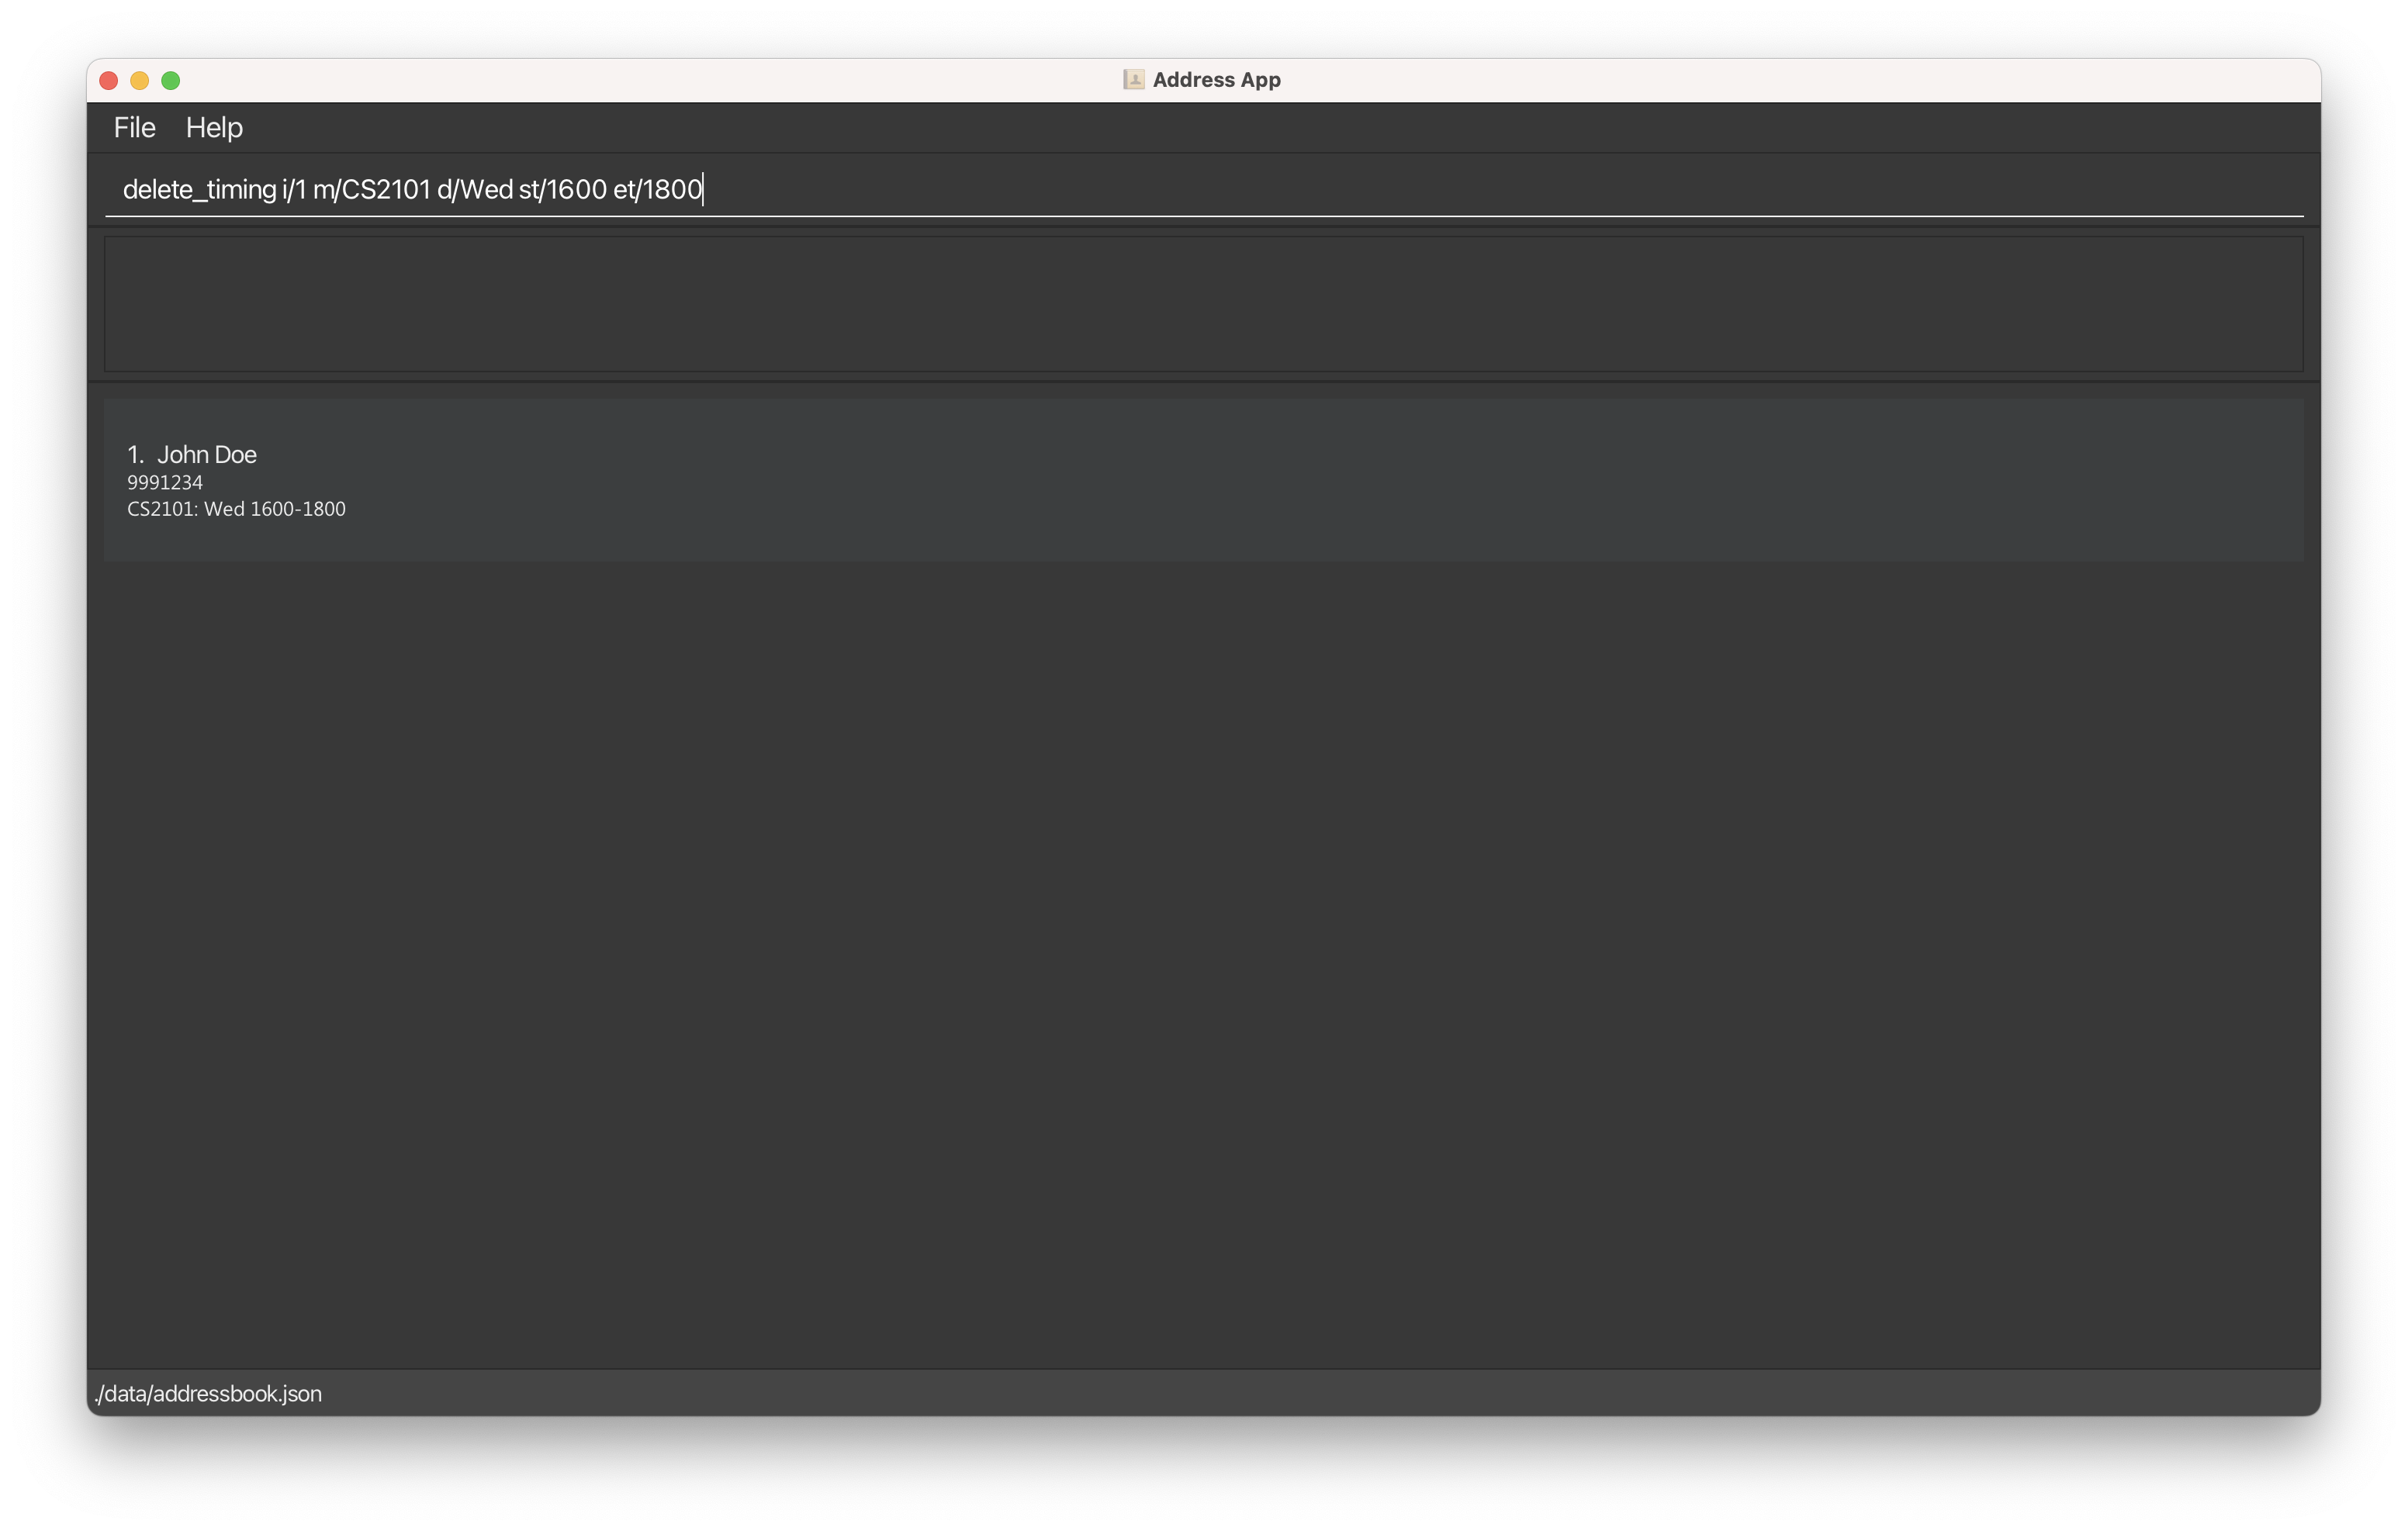 Address App
File Help
delete_timing i/1 m/CS2101 d/Wed st/1600 et/1800
1. John Doe
9991234
CS2101: Wed 1600-1800
./data/addressbook.json